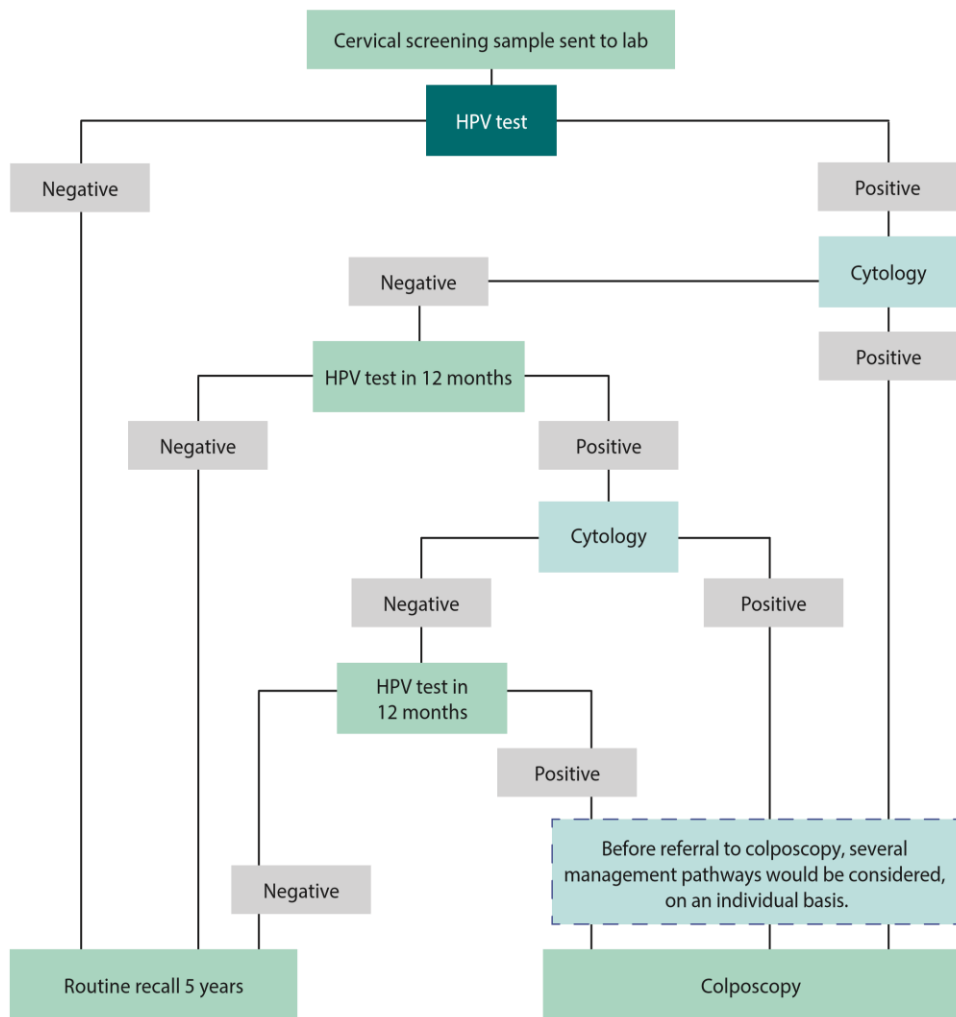 Cervical screening sample sent to lab
HPV test
Negative
Positive
Cytology
Negative
Positive
HPV test in 12 months
Negative
Positive
Cytology
Negative
Positive
HPV test in
12 months
Positive
Before referral to colposcopy, several
management pathways would be considered,
on an individual basis.
Negative
Routine recall 5 years
Colposcopy